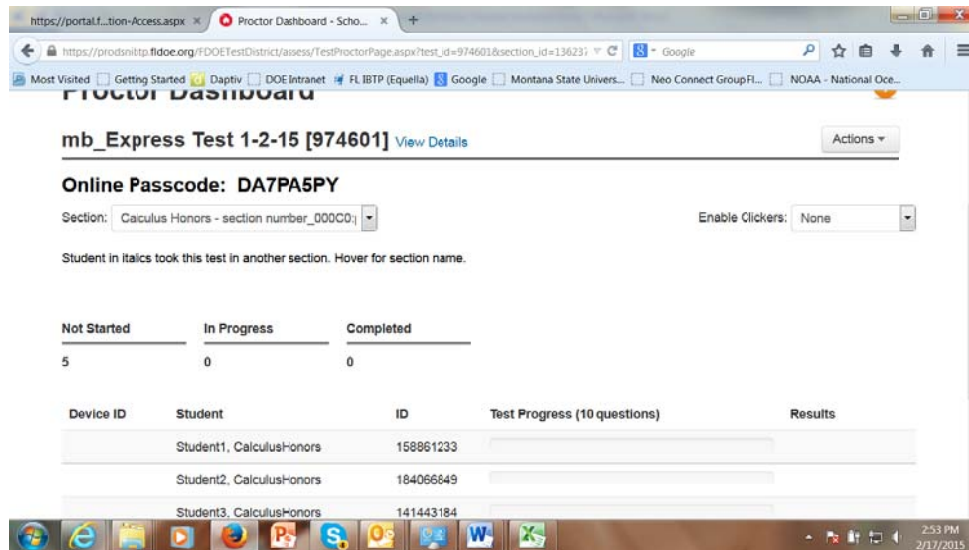 https://portal.f...tion-Access.aspx × Proctor Dashboard - Scho... × +
https://prodsnibtp.fldoe.org/FDOETestDistrict/assess/TestProctorPage.aspx?test_id=974601&section_id=13623 Google
Most Visited Getting Started Daptiv DOE Intranet FL IBTP (Equella) Google Montana State Univers... Neo Connect GroupFl... NOAA - National Oce...
Proctor Dashboard
mb_Express Test 1-2-15 [974601] View Details Actions
Online Passcode: DA7PA5PY
Section: Calculus Honors - section number_000C0: Enable Clickers: None
Student in italics took this test in another section. Hover for section name.
Not Started In Progress Completed
5 0 0
Device ID Student ID Test Progress (10 questions) Results
Student1, CalculusHonors 158861233
Student2, CalculusHonors 184066849
Student3, CalculusHonors 141443184
2:53 PM
2/17/2015